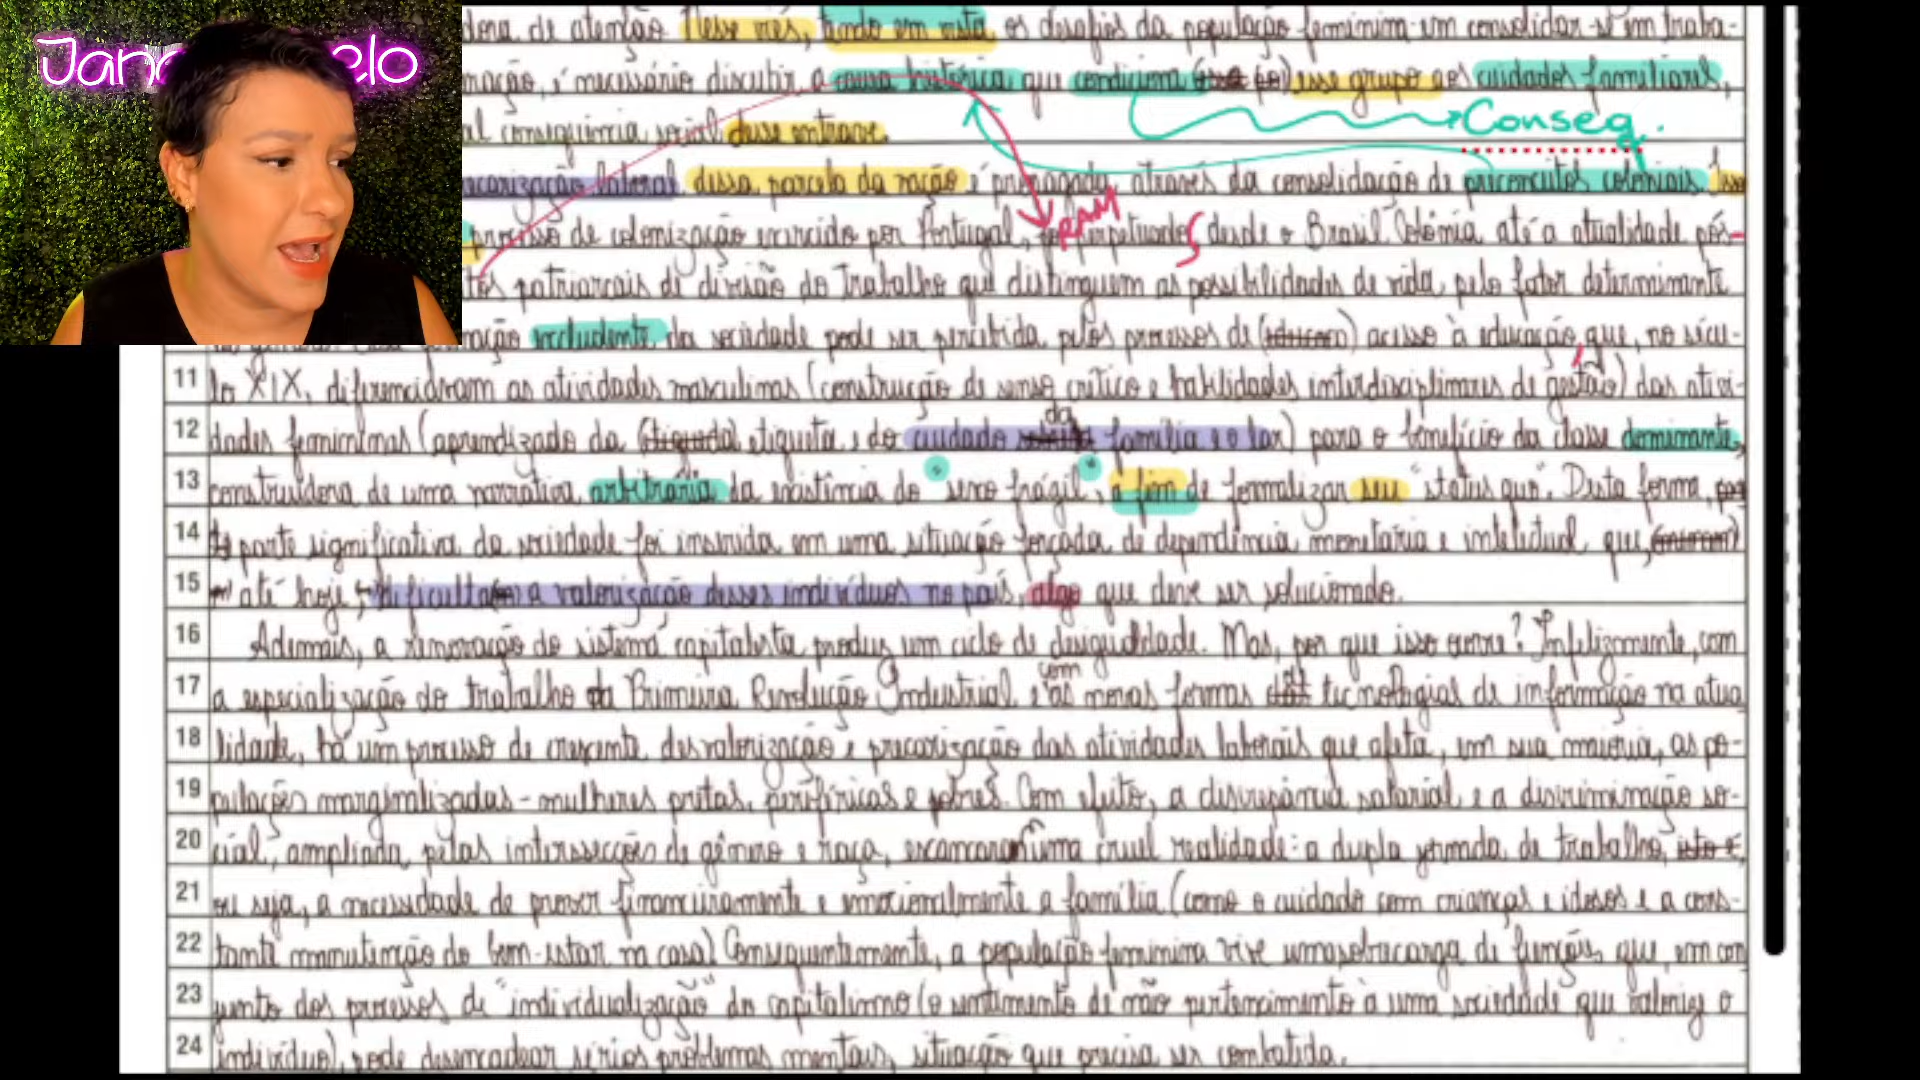 Jan elo
dora de atenção. Nesse viés, tendo em vista os desafios da população feminina em consolidar-se em traba-
mação, é necessário discutir a causa histórica que condiciona esse grupo aos cuidados familiares,
al consequência social desse entrave.
Conseq.
precarização laboral dessa parcela da nação é propagada através da consolidação de preconceitos coloniais.
processo de colonização exercido por Portugal, perpetuados desde o Brasil Colônia até a atualidade pós-
RAM
tos patriarcais de divisão do trabalho que distinguem as possibilidades de vida, pelo fator determinante
mação excludente da sociedade pode ser percebida pelos processos de acesso à educação que, no sécu-
11 lo XIX, diferenciavam as atividades masculinas (construção de senso crítico e habilidades interdisciplinares de gestão) das ativi-
12 dades femininas (aprendizado da etiqueta e do cuidado da família e o lar) para o benefício da classe dominante,
13 construidora de uma narrativa arbitrária da existência do "sexo frágil", a fim de formalizar seu "status quo". Desta forma,
14 parte significativa da sociedade foi inserida em uma situação forçada de dependência monetária e intelectual, que,
15 até hoje, dificulta a valorização desses indivíduos no país, algo que deve ser solucionado.
16 Ademais, a renovação do sistema capitalista produz um ciclo de desigualdade. Mas, por que isso ocorre? Infelizmente, com
17 a especialização do trabalho da Primeira Revolução Industrial e com as novas formas tecnologias de informação na atua
18 lidade, há um processo de crescente desvalorização e precarização das atividades laborais que afeta, em sua maioria, as po-
19 pulações marginalizadas - mulheres pretas, periféricas e pobres. Com efeito, a discrepância salarial e a discriminação so-
20 cial, ampliada pelas intersecções de gênero e raça, escancaram uma cruel realidade: a dupla jornada de trabalho, isto é,
21 ou seja, a necessidade de prover financeiramente e emocionalmente a família (como o cuidado com crianças e idosos e a cons-
22 tante manutenção do bem-estar na casa). Consequentemente, a população feminina vive uma sobrecarga de funções que, em con
23 junto dos processos de "individualização" do capitalismo (o sentimento de não pertencimento à uma sociedade que valoriza o
24 indivíduo), pode desencadear sérios problemas mentais, situação que precisa ser combatida.